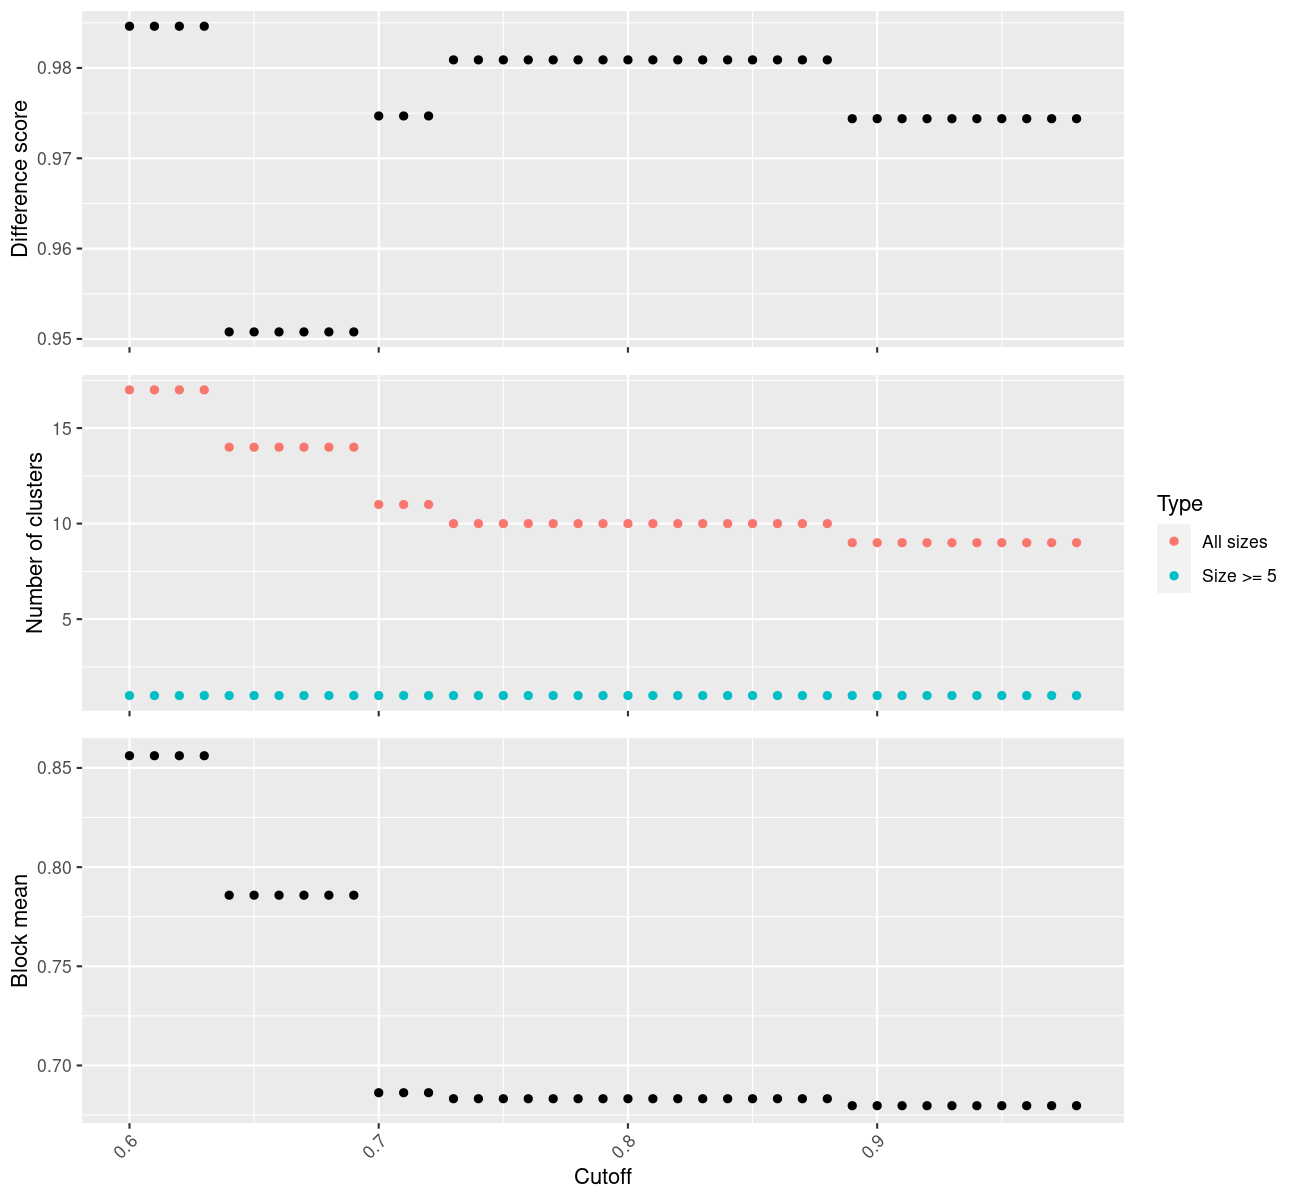 Difference score
0.98
0.97
0.96
0.95
Number of clusters
15
10
5
Type
All sizes
Size >= 5
Block mean
0.85
0.80
0.75
0.70
0.6
0.7
0.8
0.9
Cutoff